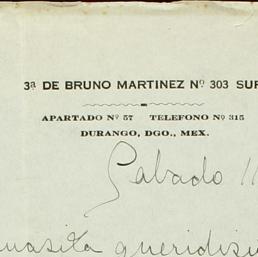 3ª DE BRUNO MARTINEZ Nº 303 SUR
APARTADO Nº 57 TELEFONO Nº 315
DURANGO, DGO., MEX.
Sabado